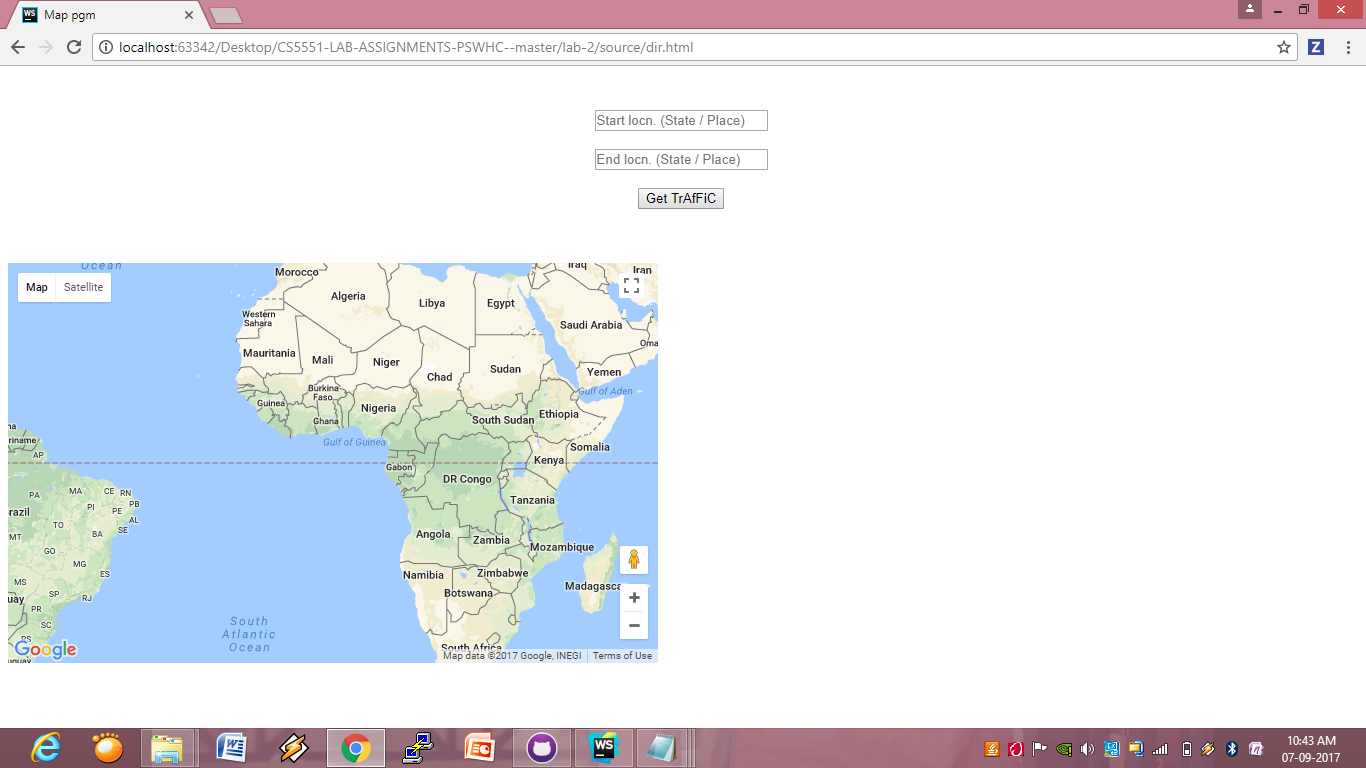 Map pgm
localhost:63342/Desktop/CS5551-LAB-ASSIGNMENTS-PSWHC--master/lab-2/source/dir.html
Start locn. (State / Place)
End locn. (State / Place)
Get TrAfFiC
Ocean
Morocco
Iraq
Iran
Map Satellite
Algeria
Libya
Egypt
Western
Sahara
Saudi Arabia
Oma
Mauritania
Mali
Niger
Chad
Sudan
Yemen
Burkina
Faso
Gulf of Aden
Guinea
Nigeria
Ghana
South Sudan
Ethiopia
na
riname
Gulf of Guinea
Somalia
AP
Gabon
Kenya
DR Congo
PA
MA
CE
RN
Tanzania
PI
PE
PB
razil
AL
TO
BA
SE
MT
Angola
Zambia
Mozambique
GO
MG
ES
Namibia
Zimbabwe
MS
Botswana
Madagasca
SP
RJ
uay
PR
SC
South
Atlantic
Ocean
RS
South Africa
Google
Map data ©2017 Google, INEGI
Terms of Use
guay
WS
Z
10:43 AM
07-09-2017